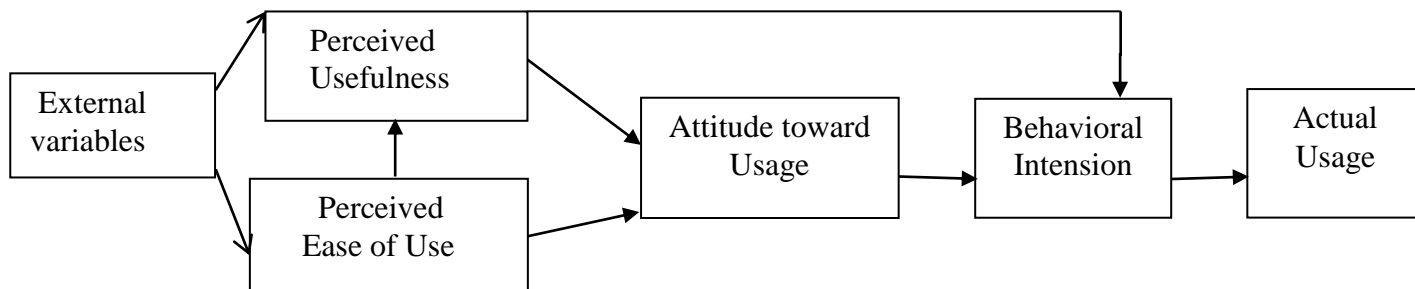 External
variables
Perceived
Usefulness
Perceived
Ease of Use
Attitude toward
Usage
Behavioral
Intension
Actual
Usage